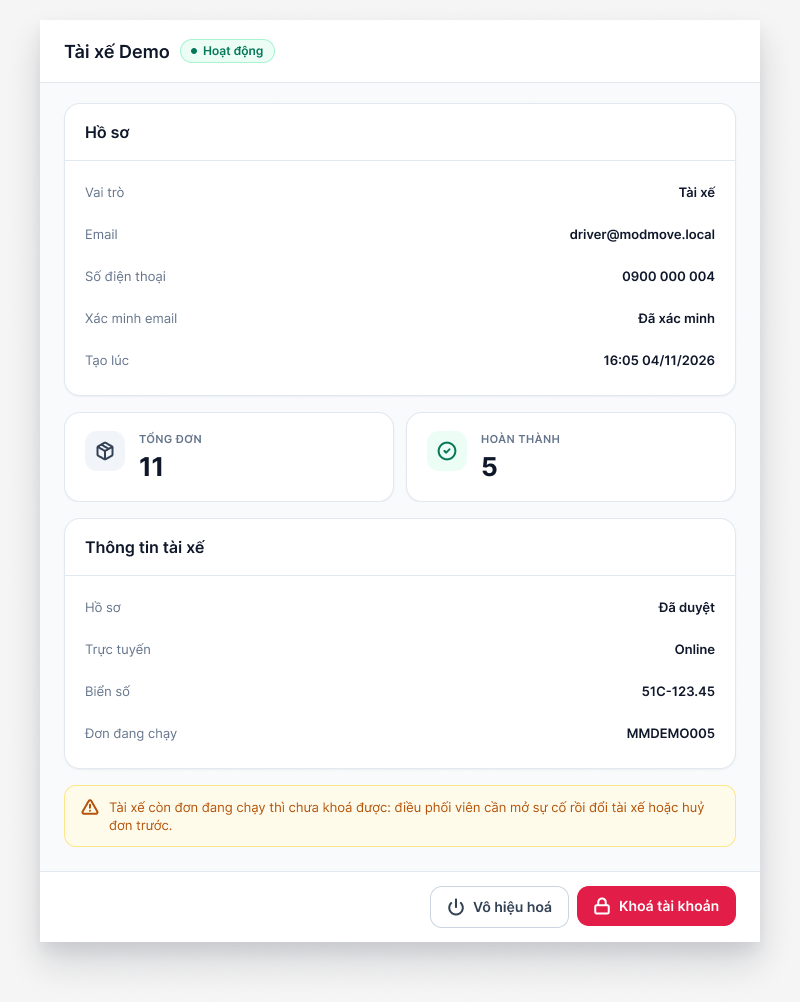 Tài xế Demo
Hoạt động
Hồ sơ
Vai trò Tài xế
Email driver@modmove.local
Số điện thoại 0900 000 004
Xác minh email Đã xác minh
Tạo lúc 16:05 04/11/2026
TỔNG ĐƠN
11
HOÀN THÀNH
5
Thông tin tài xế
Hồ sơ Đã duyệt
Trực tuyến Online
Biển số 51C-123.45
Đơn đang chạy MMDEMO005
Tài xế còn đơn đang chạy thì chưa khoá được: điều phối viên cần mở sự cố rồi đổi tài xế hoặc huỷ
đơn trước.
Vô hiệu hoá
Khoá tài khoản